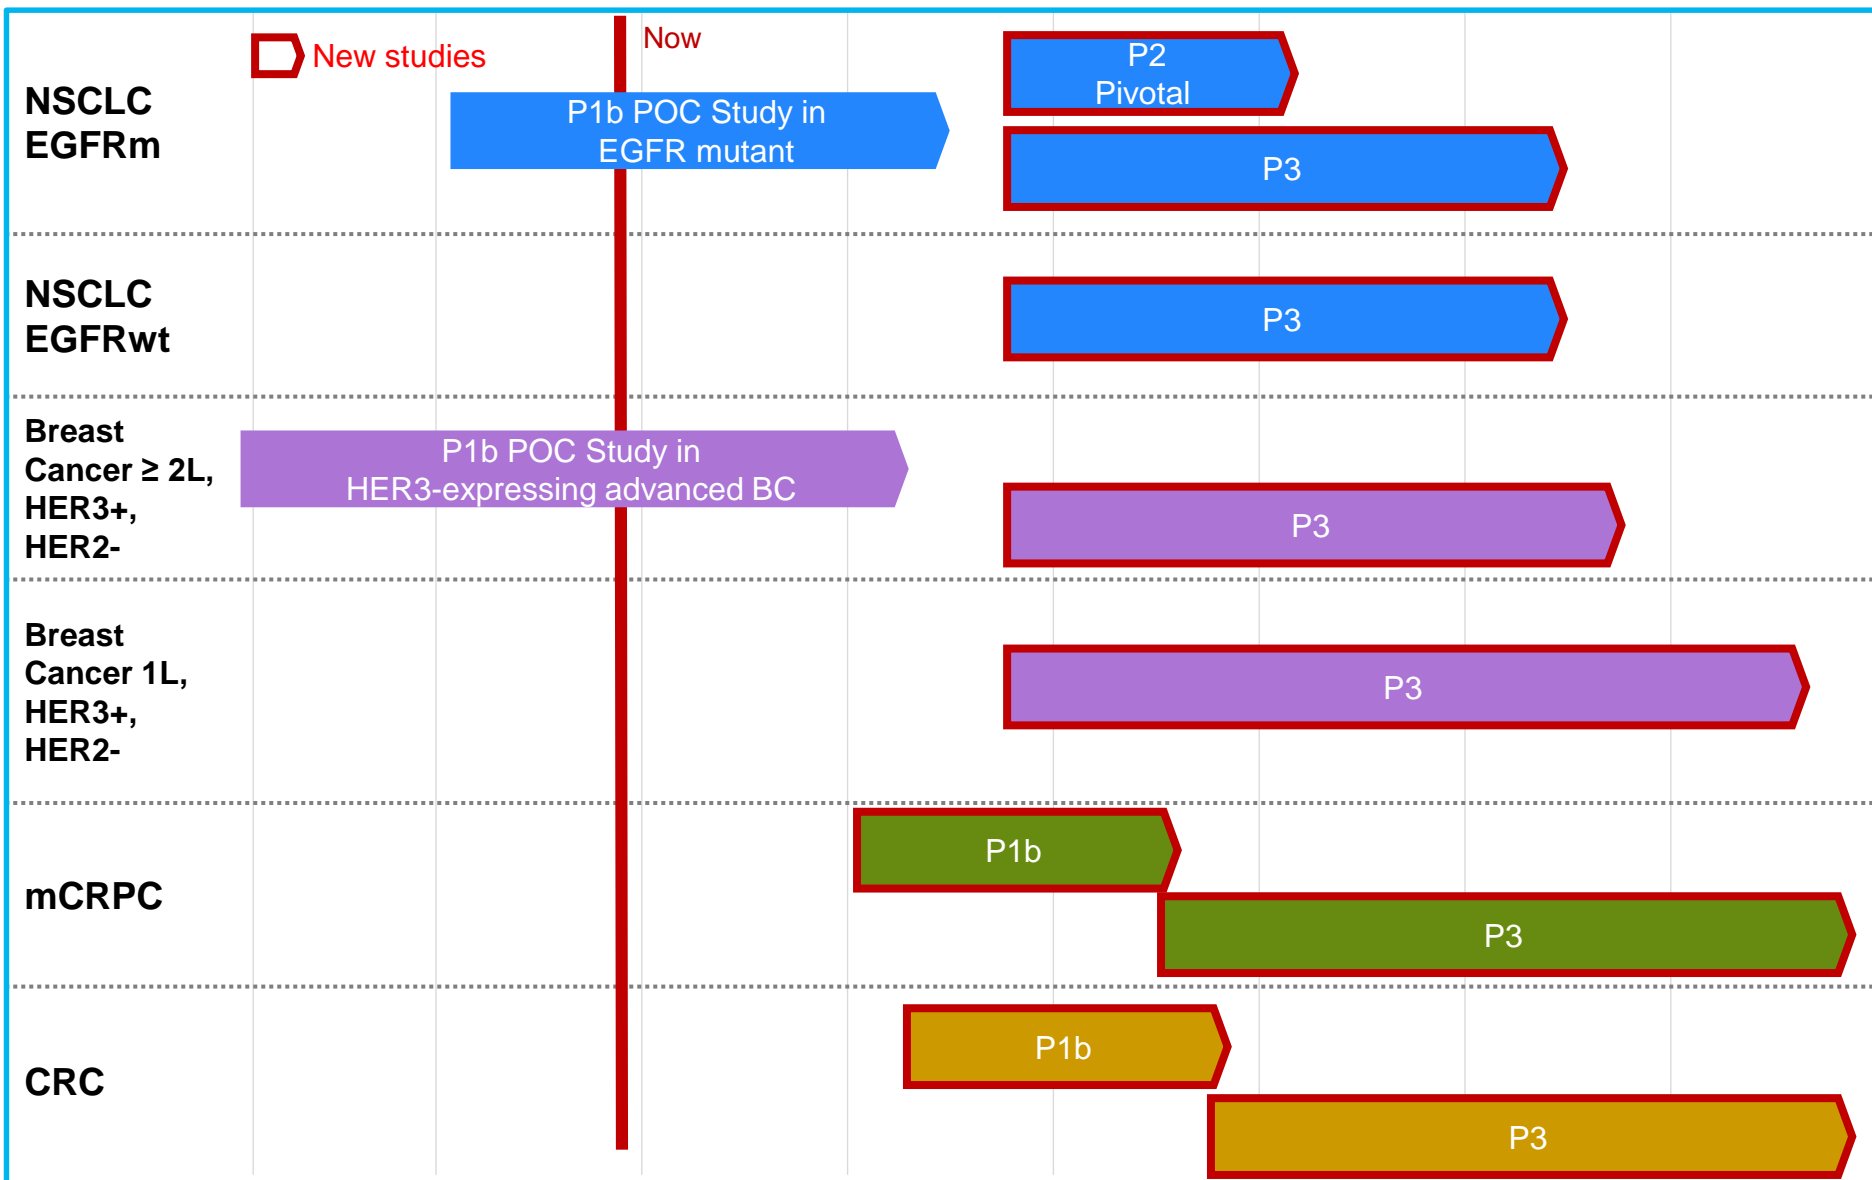 New studies
Now
NSCLC
EGFRm
P1b POC Study in
EGFR mutant
P2
Pivotal
P3
NSCLC
EGFRwt
P3
Breast
Cancer ≥ 2L,
HER3+,
HER2-
P1b POC Study in
HER3-expressing advanced BC
P3
Breast
Cancer 1L,
HER3+,
HER2-
P3
mCRPC
P1b
P3
CRC
P1b
P3